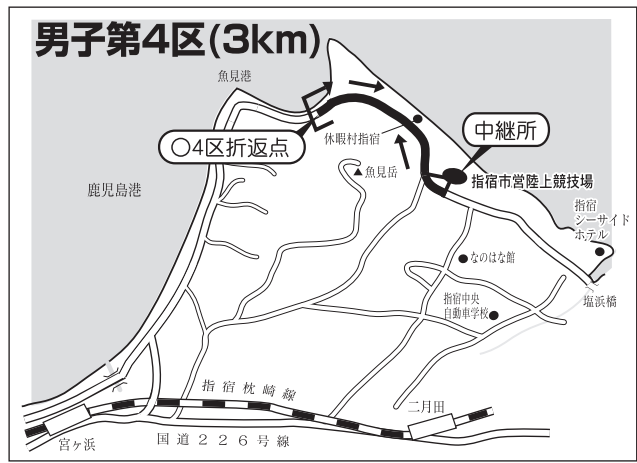 男子第4区(3km)
魚見港
中継所
休暇村指宿
○4区折返点
魚見岳
指宿市営陸上競技場
鹿児島港
指宿
シーサイド
ホテル
なのはな館
指宿中央
自動車学校
塩浜橋
指宿枕崎線
二月田
宮ヶ浜
国道226号線